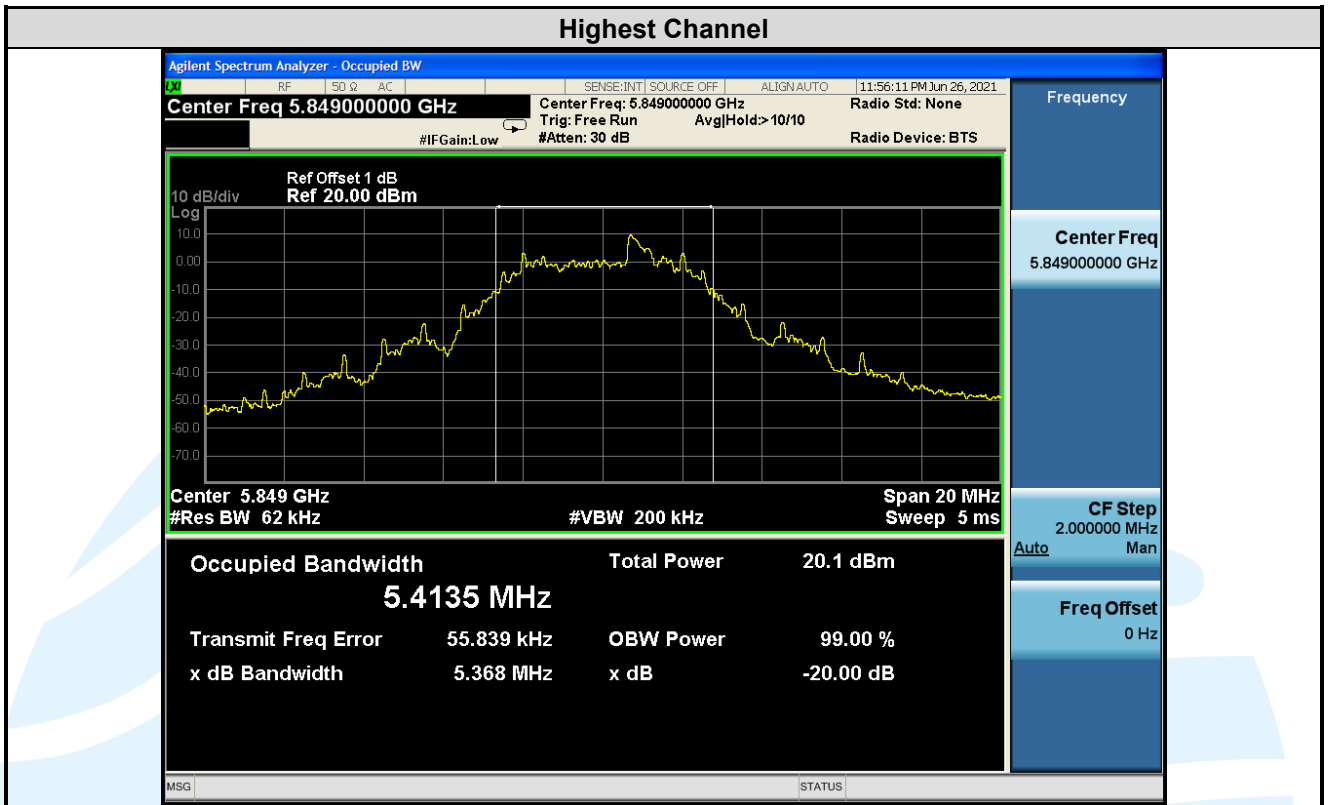 Highest Channel
Agilent Spectrum Analyzer - Occupied BW
LXI RF 50 Ω AC SENSE:INT SOURCE OFF ALIGN AUTO 11:56:11 PM Jun 26, 2021
Center Freq 5.849000000 GHz
Center Freq: 5.849000000 GHz Radio Std: None
Trig: Free Run Avg|Hold:>10/10
#IFGain:Low #Atten: 30 dB Radio Device: BTS
Frequency
Ref Offset 1 dB
10 dB/div Ref 20.00 dBm
Log
10.0
0.00
-10.0
-20.0
-30.0
-40.0
-50.0
-60.0
-70.0
Center 5.849 GHz Span 20 MHz
#Res BW 62 kHz #VBW 200 kHz Sweep 5 ms
Center Freq
5.849000000 GHz
CF Step
2.000000 MHz
Auto Man
Freq Offset
0 Hz
Occupied Bandwidth Total Power 20.1 dBm
5.4135 MHz
Transmit Freq Error 55.839 kHz OBW Power 99.00 %
x dB Bandwidth 5.368 MHz x dB -20.00 dB
MSG STATUS